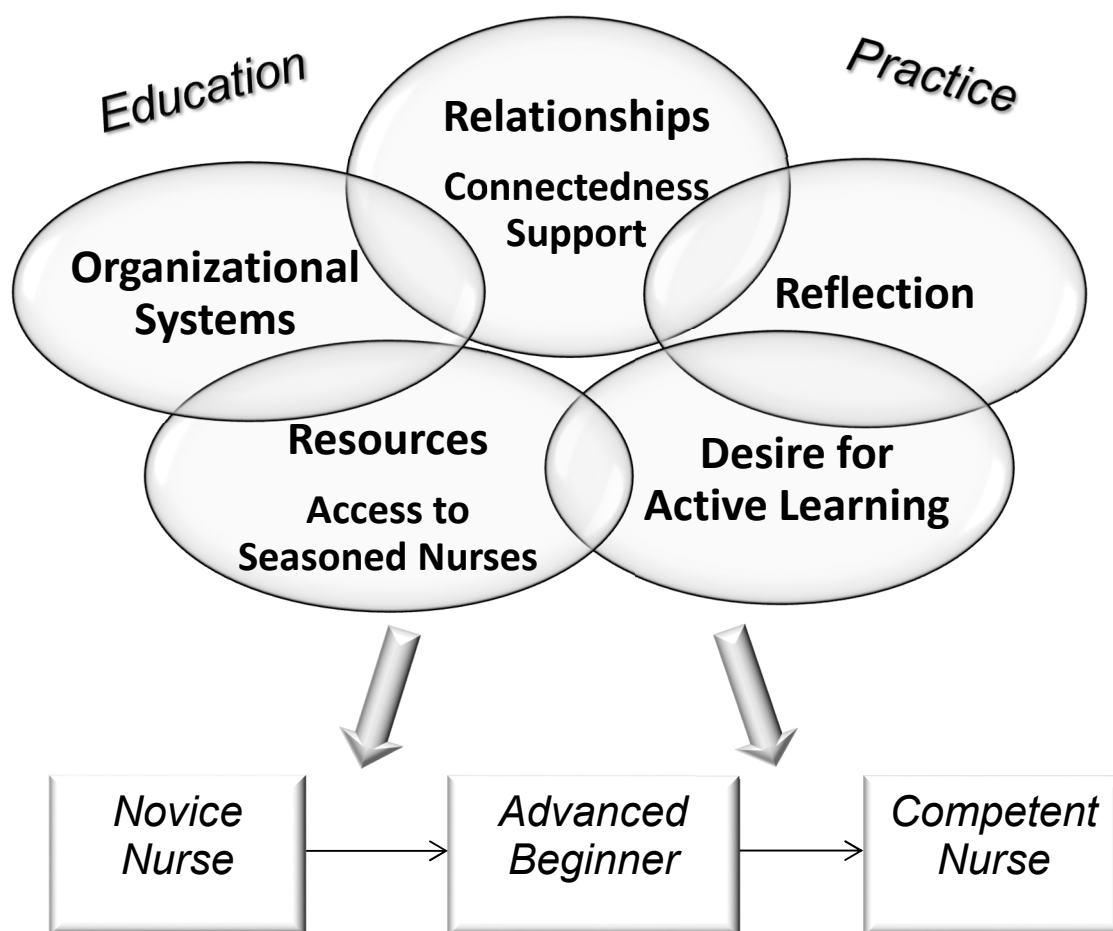 Education
Practice
Relationships
Connectedness
Support
Organizational
Systems
Reflection
Resources
Access to
Seasoned Nurses
Desire for
Active Learning
Novice
Nurse
Advanced
Beginner
Competent
Nurse